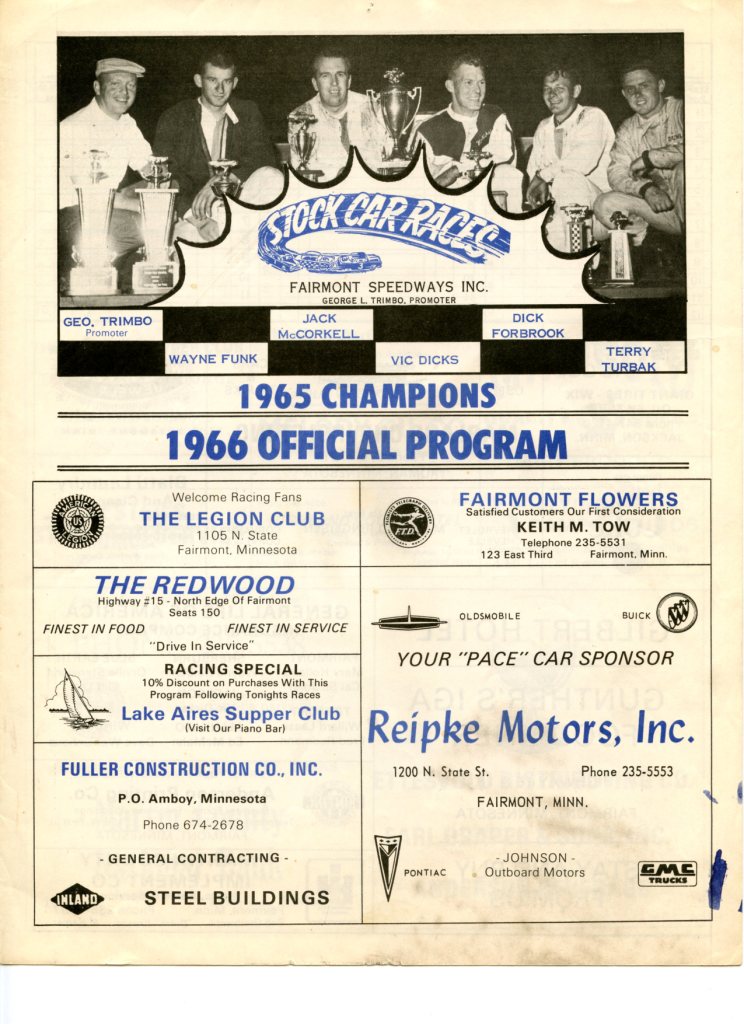 STOCK CAR RACES
FAIRMONT SPEEDWAYS INC.
GEORGE L. TRIMBO, PROMOTER
GEO. TRIMBO
Promoter
WAYNE FUNK
JACK
McCORKELL
VIC DICKS
DICK
FORBROOK
TERRY
TURBAK
1965 CHAMPIONS
1966 OFFICIAL PROGRAM
AMERICAN
US
LEGION
Welcome Racing Fans
THE LEGION CLUB
1105 N. State
Fairmont, Minnesota
F.T.D.
FAIRMONT FLOWERS
Satisfied Customers Our First Consideration
KEITH M. TOW
Telephone 235-5531
123 East Third Fairmont, Minn.
THE REDWOOD
Highway #15 - North Edge Of Fairmont
Seats 150
FINEST IN FOOD FINEST IN SERVICE
"Drive In Service"
RACING SPECIAL
10% Discount on Purchases With This
Program Following Tonights Races
Lake Aires Supper Club
(Visit Our Piano Bar)
FULLER CONSTRUCTION CO., INC.
P.O. Amboy, Minnesota
Phone 674-2678
- GENERAL CONTRACTING -
INLAND STEEL BUILDINGS
OLDSMOBILE BUICK
YOUR "PACE" CAR SPONSOR
Reipke Motors, Inc.
1200 N. State St. Phone 235-5553
FAIRMONT, MINN.
PONTIAC
- JOHNSON -
Outboard Motors
GMC
TRUCKS